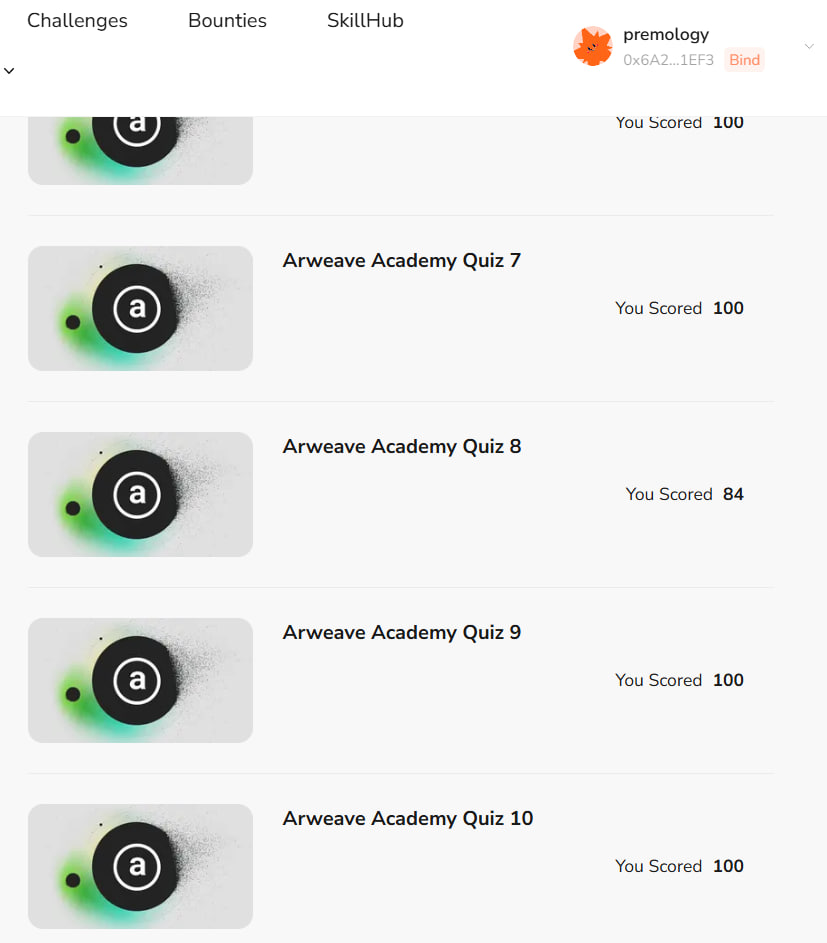 Challenges Bounties SkillHub
premology
0x6A2...1EF3 Bind
a
You Scored 100
Arweave Academy Quiz 7
a
You Scored 100
Arweave Academy Quiz 8
a
You Scored 84
Arweave Academy Quiz 9
a
You Scored 100
Arweave Academy Quiz 10
a
You Scored 100